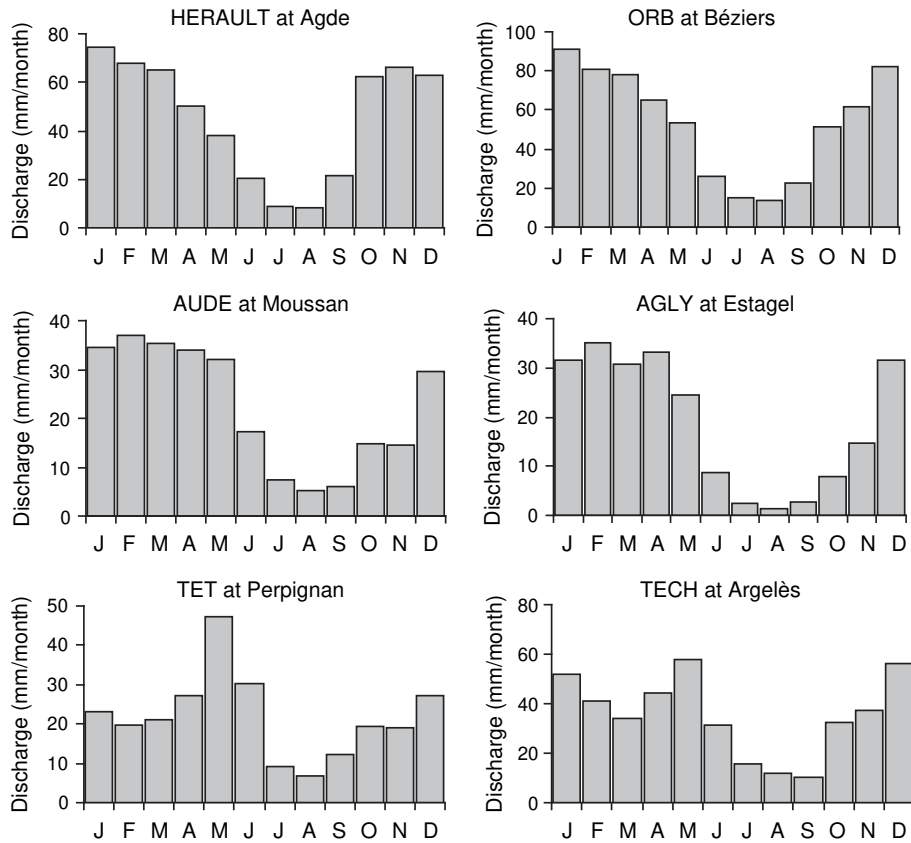 HERAULT at Agde
Discharge (mm/month)
80
60
40
20
0
J F M A M J J A S O N D
ORB at Béziers
Discharge (mm/month)
100
80
60
40
20
0
J F M A M J J A S O N D
AUDE at Moussan
Discharge (mm/month)
40
30
20
10
0
J F M A M J J A S O N D
AGLY at Estagel
Discharge (mm/month)
40
30
20
10
0
J F M A M J J A S O N D
TET at Perpignan
Discharge (mm/month)
50
40
30
20
10
0
J F M A M J J A S O N D
TECH at Argelès
Discharge (mm/month)
80
60
40
20
0
J F M A M J J A S O N D